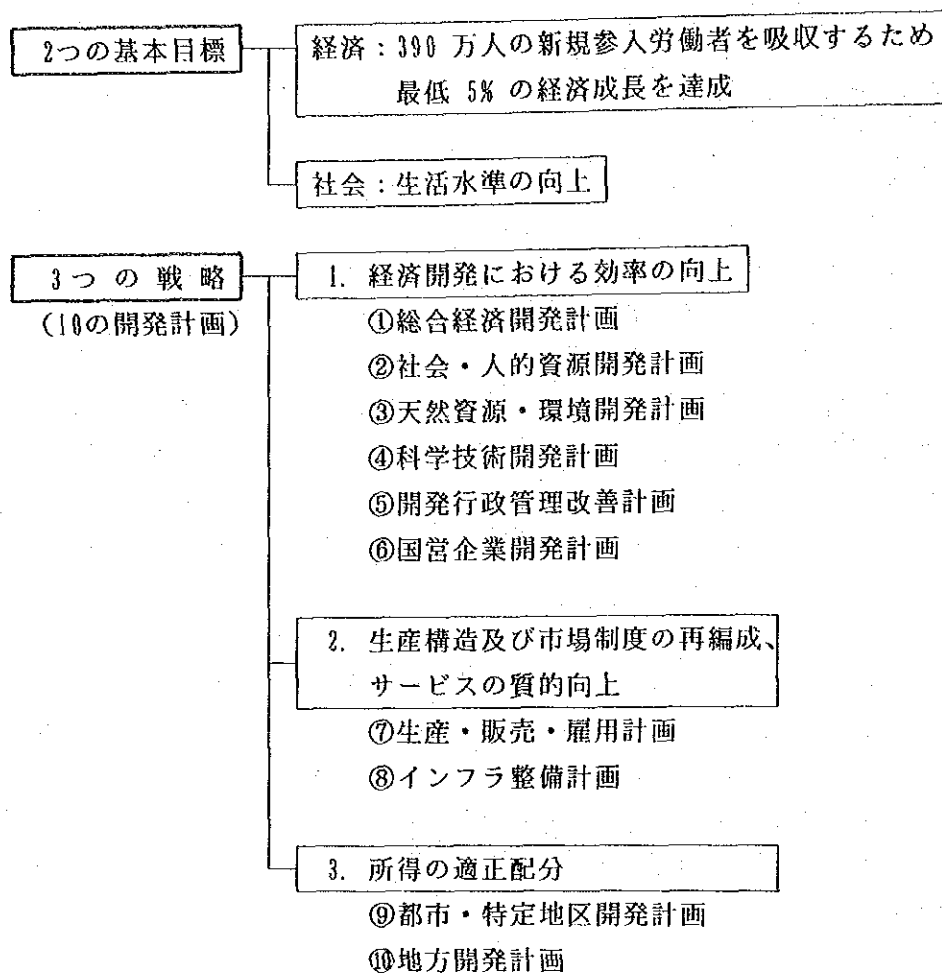 2つの基本目標
経済：390 万人の新規参入労働者を吸収するため
最低 5% の経済成長を達成
社会：生活水準の向上
3つの戦略
(10の開発計画)
1. 経済開発における効率の向上
①総合経済開発計画
②社会・人的資源開発計画
③天然資源・環境開発計画
④科学技術開発計画
⑤開発行政管理改善計画
⑥国営企業開発計画
2. 生産構造及び市場制度の再編成、
サービスの質的向上
⑦生産・販売・雇用計画
⑧インフラ整備計画
3. 所得の適正配分
⑨都市・特定地区開発計画
⑩地方開発計画